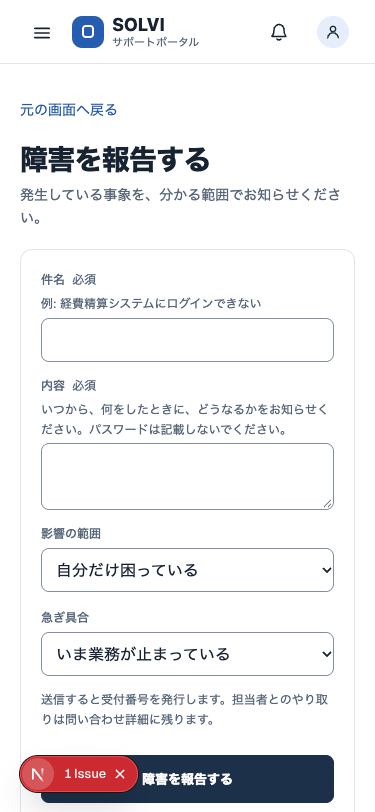 SOLVI
サポートポータル
元の画面へ戻る
障害を報告する
発生している事象を、分かる範囲でお知らせくださ
い。
件名 必須
例: 経費精算システムにログインできない
内容 必須
いつから、何をしたときに、どうなるかをお知らせく
ださい。パスワードは記載しないでください。
影響の範囲
自分だけ困っている
急ぎ具合
いま業務が止まっている
送信すると受付番号を発行します。担当者とのやり取
りは問い合わせ詳細に残ります。
N 1 Issue ×
障害を報告する